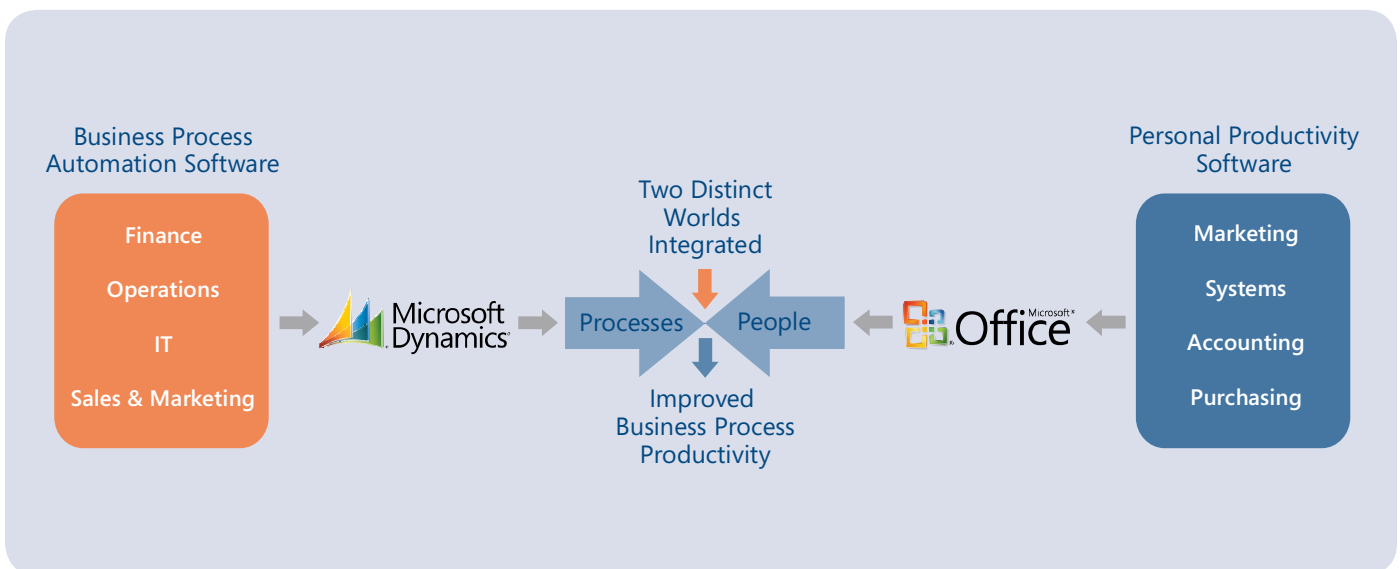 Business Process
Automation Software
Finance
Operations
IT
Sales & Marketing
Microsoft
Dynamics®
Two Distinct
Worlds
Integrated
Processes
People
Improved
Business Process
Productivity
Microsoft®
Office
Personal Productivity
Software
Marketing
Systems
Accounting
Purchasing